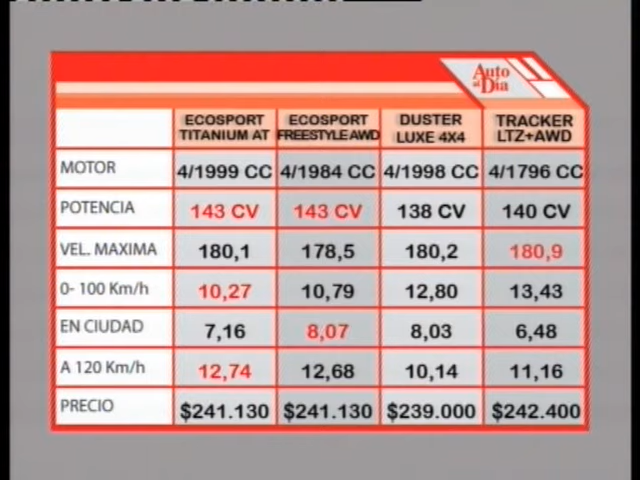 Auto
al Día
ECOSPORT TITANIUM AT
ECOSPORT FREESTYLE AWD
DUSTER LUXE 4X4
TRACKER LTZ+AWD
MOTOR 4/1999 CC 4/1984 CC 4/1998 CC 4/1796 CC
POTENCIA 143 CV 143 CV 138 CV 140 CV
VEL. MAXIMA 180,1 178,5 180,2 180,9
0- 100 Km/h 10,27 10,79 12,80 13,43
EN CIUDAD 7,16 8,07 8,03 6,48
A 120 Km/h 12,74 12,68 10,14 11,16
PRECIO $241.130 $241.130 $239.000 $242.400